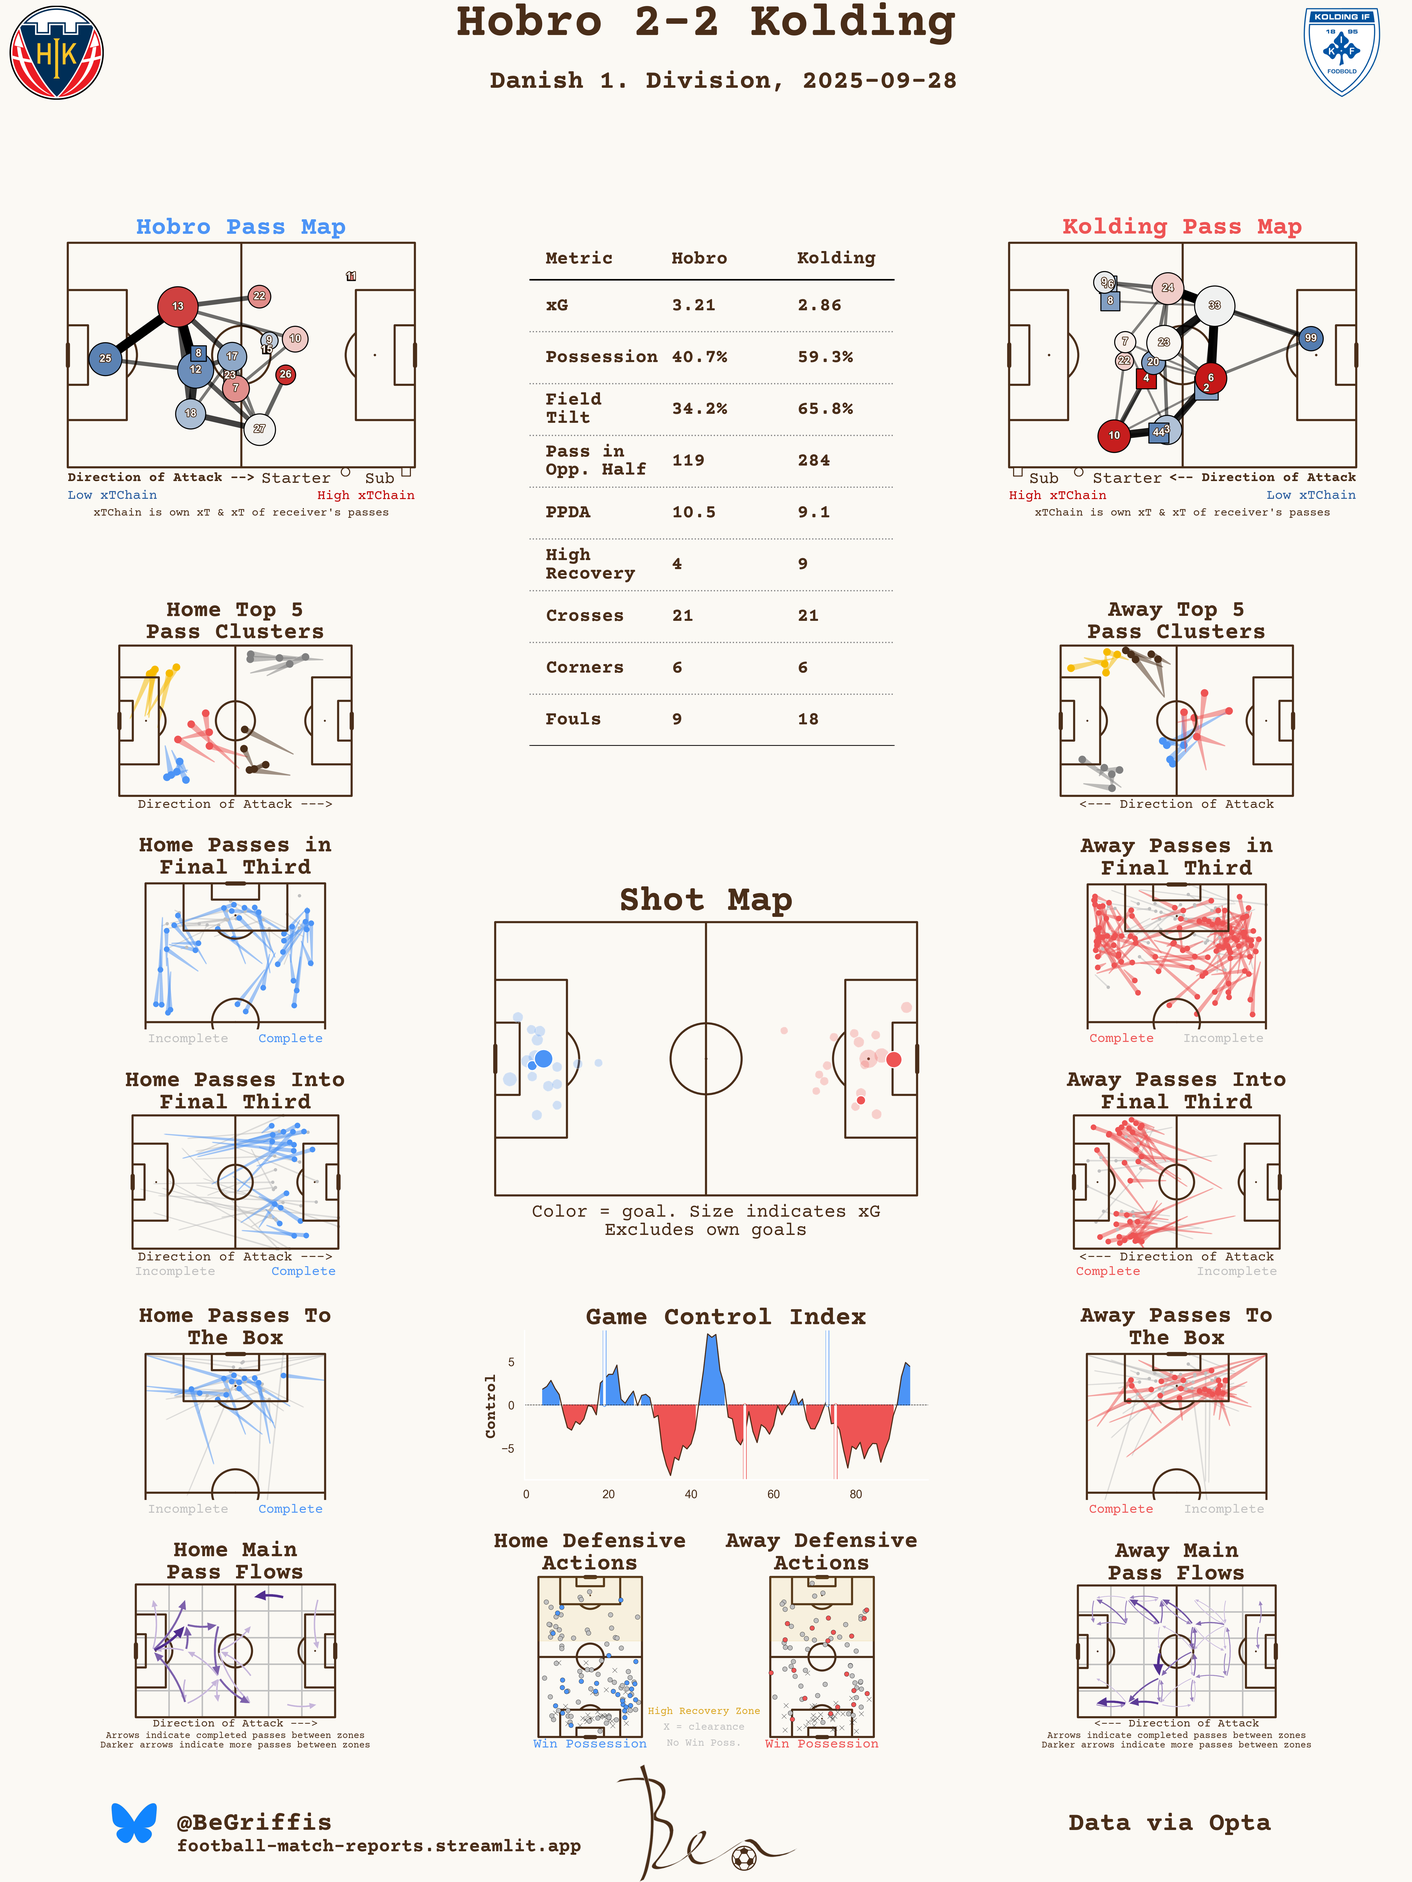 Hobro 2-2 Kolding
Danish 1. Division, 2025-09-28
HIK
KOLDING IF
18 95
K I F
FODBOLD
Hobro Pass Map
13
22
11
25
8
12
17
9
15
10
23
7
26
18
27
Direction of Attack --> Starter Sub
Low xTChain High xTChain
xTChain is own xT & xT of receiver's passes
Metric Hobro Kolding
xG 3.21 2.86
Possession 40.7% 59.3%
Field
Tilt 34.2% 65.8%
Pass in
Opp. Half 119 284
PPDA 10.5 9.1
High
Recovery 4 9
Crosses 21 21
Corners 6 6
Fouls 9 18
Kolding Pass Map
9
16
8
24
33
7
23
22
20
4
6
2
99
10
44
3
Sub Starter <-- Direction of Attack
High xTChain Low xTChain
xTChain is own xT & xT of receiver's passes
Home Top 5
Pass Clusters
Direction of Attack --->
Away Top 5
Pass Clusters
<--- Direction of Attack
Home Passes in
Final Third
Incomplete Complete
Away Passes in
Final Third
Complete Incomplete
Shot Map
Color = goal. Size indicates xG
Excludes own goals
Home Passes Into
Final Third
Direction of Attack --->
Incomplete Complete
Away Passes Into
Final Third
<--- Direction of Attack
Complete Incomplete
Home Passes To
The Box
Incomplete Complete
Game Control Index
Control
5
0
−5
0 20 40 60 80
Away Passes To
The Box
Complete Incomplete
Home Main
Pass Flows
Direction of Attack --->
Arrows indicate completed passes between zones
Darker arrows indicate more passes between zones
Home Defensive
Actions
Win Possession
High Recovery Zone
X = clearance
No Win Poss.
Away Defensive
Actions
Win Possession
Away Main
Pass Flows
<--- Direction of Attack
Arrows indicate completed passes between zones
Darker arrows indicate more passes between zones
@BeGriffis
football-match-reports.streamlit.app
Ben
Data via Opta